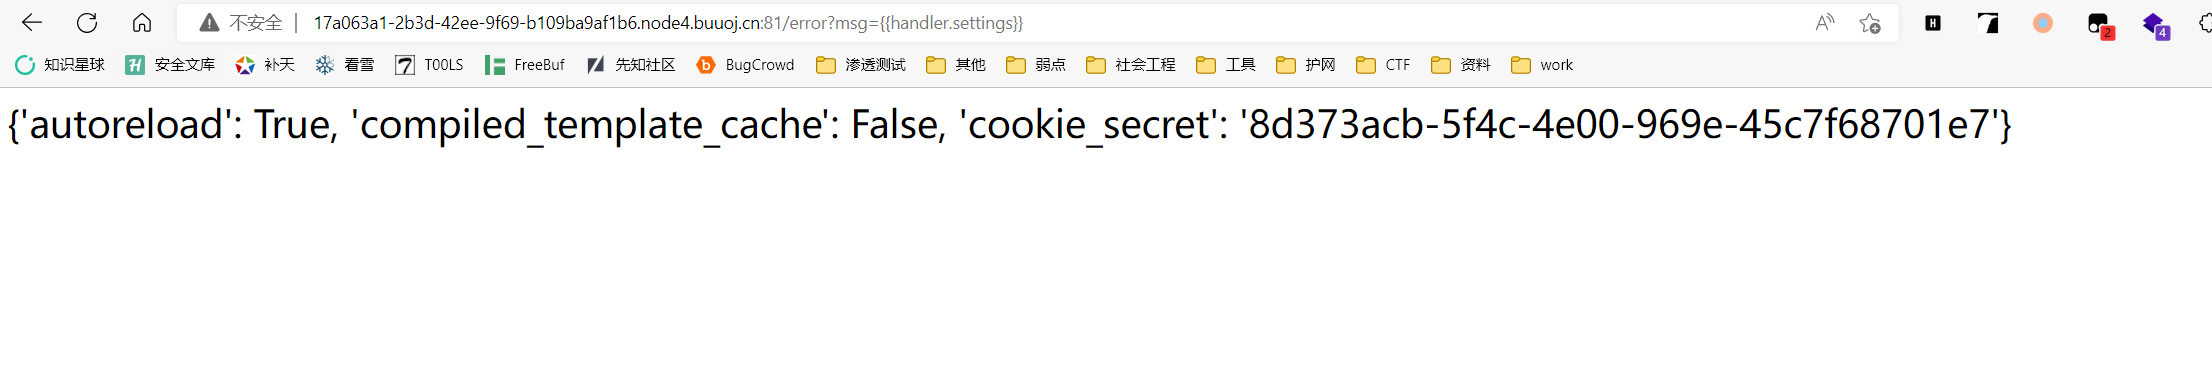 不安全 | 17a063a1-2b3d-42ee-9f69-b109ba9af1b6.node4.buuoj.cn:81/error?msg={{handler.settings}}
知识星球 安全文库 补天 看雪 T00LS FreeBuf 先知社区 BugCrowd 渗透测试 其他 弱点 社会工程 工具 护网 CTF 资料 work
{'autoreload': True, 'compiled_template_cache': False, 'cookie_secret': '8d373acb-5f4c-4e00-969e-45c7f68701e7'}